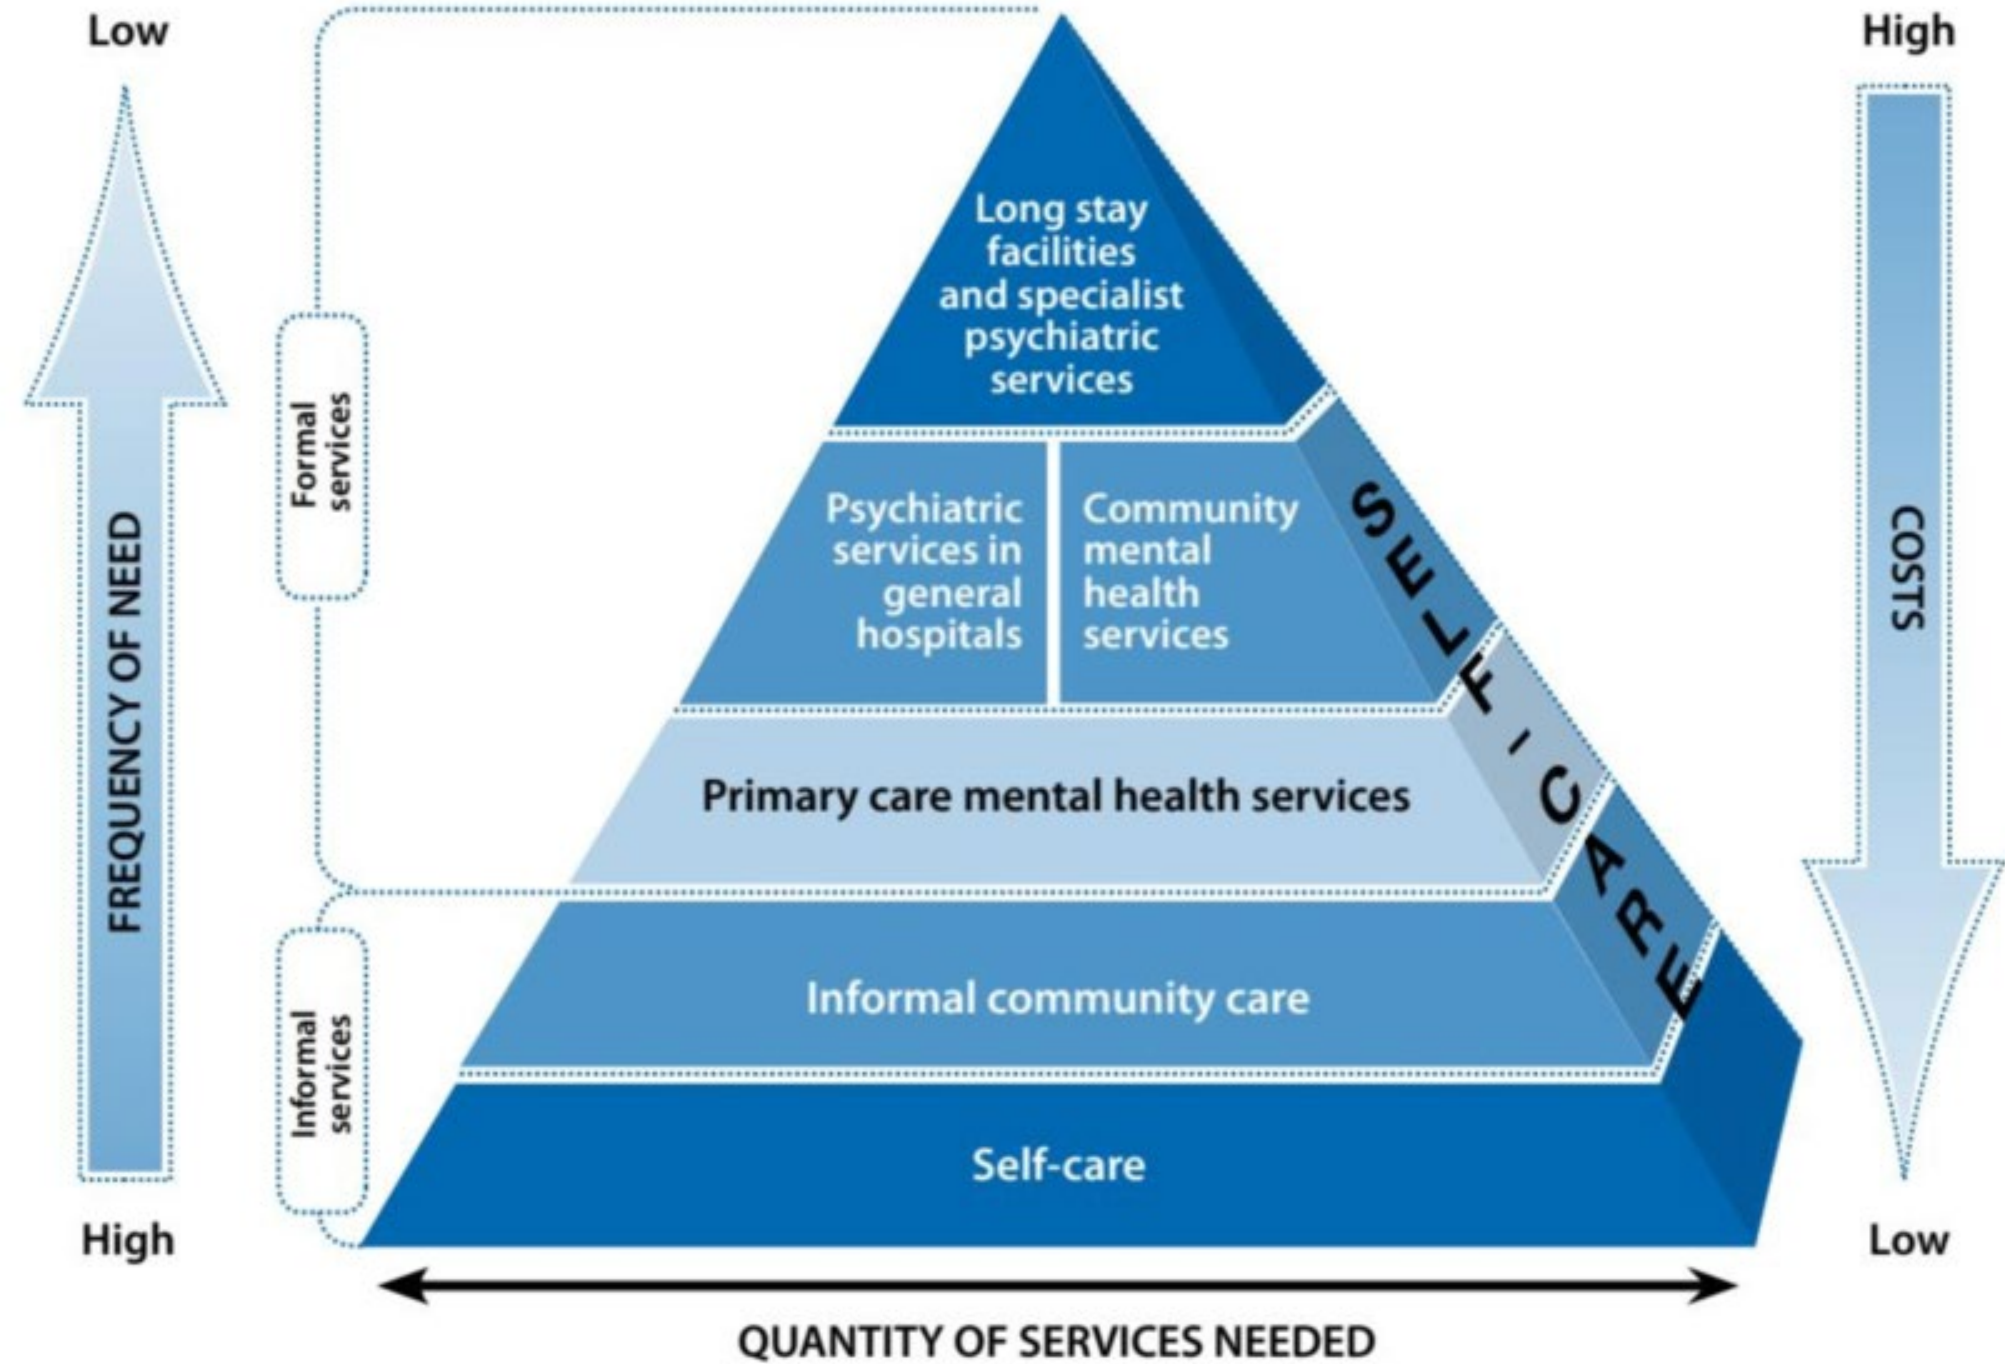 Low
High
FREQUENCY OF NEED
High
Formal
services
Informal
services
Long stay
facilities
and specialist
psychiatric
services
Psychiatric
services in
general
hospitals
Community
mental
health
services
Primary care mental health services
Informal community care
Self-care
SELF-CARE
COSTS
Low
QUANTITY OF SERVICES NEEDED